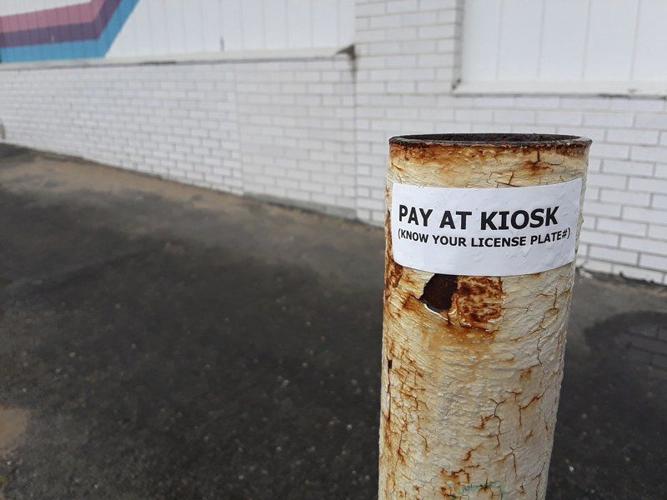 PAY AT KIOSK
(KNOW YOUR LICENSE PLATE#)